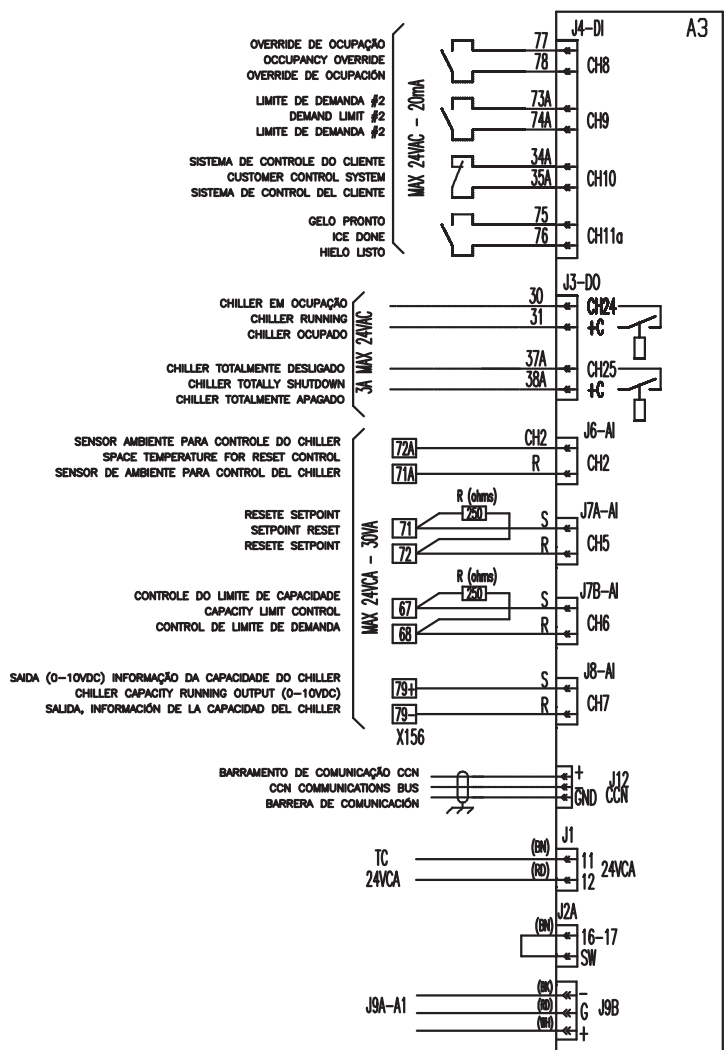 A3
J4-DI
OVERRIDE DE OCUPAÇÃO
OCCUPANCY OVERRIDE
OVERRIDE DE OCUPACIÓN
77
78
CH8
LIMITE DE DEMANDA #2
DEMAND LIMIT #2
LIMITE DE DEMANDA #2
73A
74A
CH9
MAX 24VAC - 20mA
SISTEMA DE CONTROLE DO CLIENTE
CUSTOMER CONTROL SYSTEM
SISTEMA DE CONTROL DEL CLIENTE
34A
35A
CH10
GELO PRONTO
ICE DONE
HIELO LISTO
75
76
CH11a
J3-DO
CHILLER EM OCUPAÇÃO
CHILLER RUNNING
CHILLER OCUPADO
30
31
CH24
+C
3A MAX 24VAC
CHILLER TOTALMENTE DESLIGADO
CHILLER TOTALLY SHUTDOWN
CHILLER TOTALMENTE APAGADO
37A
38A
CH25
+C
J6-AI
SENSOR AMBIENTE PARA CONTROLE DO CHILLER
SPACE TEMPERATURE FOR RESET CONTROL
SENSOR DE AMBIENTE PARA CONTROL DEL CHILLER
72A
71A
CH2
R
CH2
R (ohms)
250
J7A-AI
RESETE SETPOINT
SETPOINT RESET
RESETE SETPOINT
71
72
S
R
CH5
MAX 24VCA - 30VA
R (ohms)
250
J7B-AI
CONTROLE DO LIMITE DE CAPACIDADE
CAPACITY LIMIT CONTROL
CONTROL DE LIMITE DE DEMANDA
67
68
S
R
CH6
J8-AI
SAIDA (0-10VDC) INFORMAÇÃO DA CAPACIDADE DO CHILLER
CHILLER CAPACITY RUNNING OUTPUT (0-10VDC)
SALIDA, INFORMACIÓN DE LA CAPACIDAD DEL CHILLER
79+
79-
X156
S
R
CH7
BARRAMENTO DE COMUNICAÇÃO CCN
CCN COMMUNICATIONS BUS
BARRERA DE COMUNICACIÓN
+
-
GND
J12
CCN
J1
TC
24VCA
(BN)
(RD)
11
12
24VCA
J2A
(BN)
16-17
SW
J9A-A1
(BK)
(RD)
(WH)
-
G
+
J9B